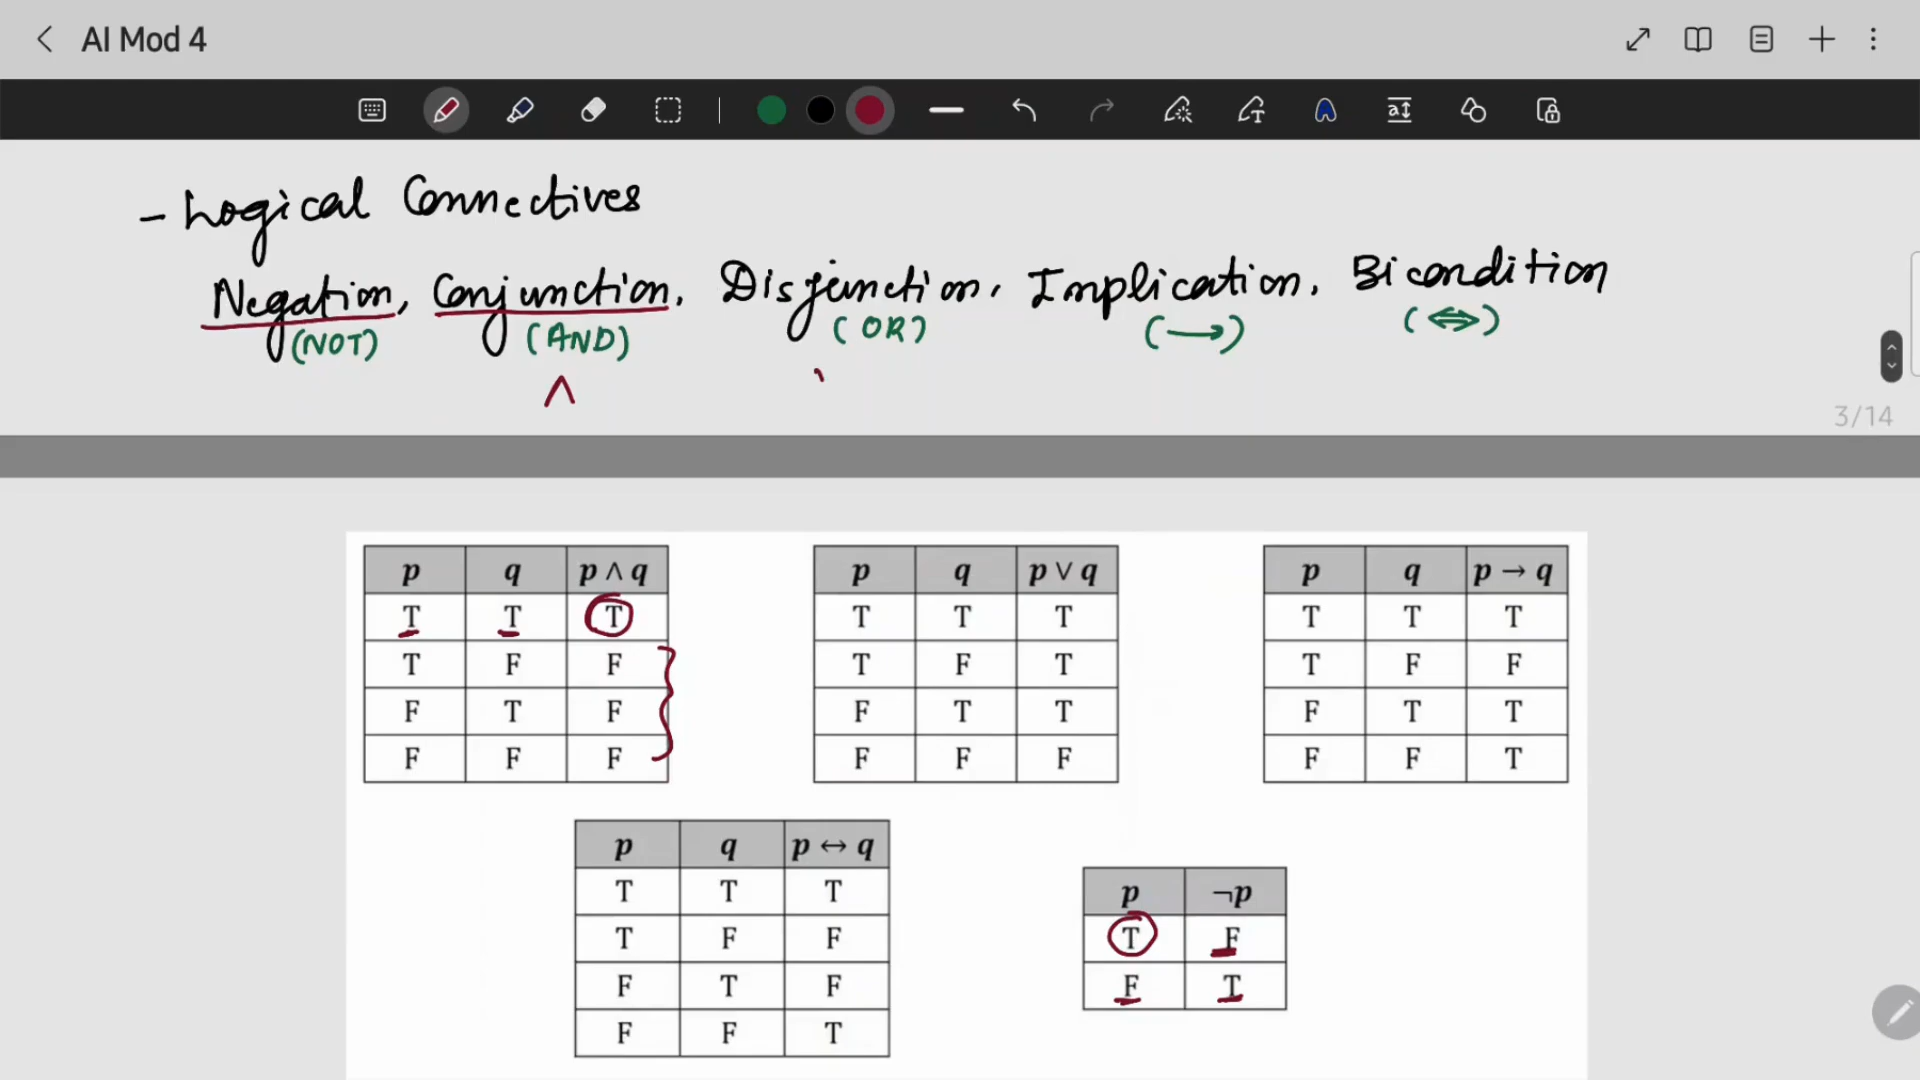 AI Mod 4
- Logical Connectives
Negation, Conjunction, Disjunction, Implication, Bicondition
(NOT) (AND) (OR) (→) (⇔)
∧
3/14
p q p ∧ q
T T T
T F F
F T F
F F F
p q p ∨ q
T T T
T F T
F T T
F F F
p q p → q
T T T
T F F
F T T
F F T
p q p ↔ q
T T T
T F F
F T F
F F T
p ¬p
T F
F T